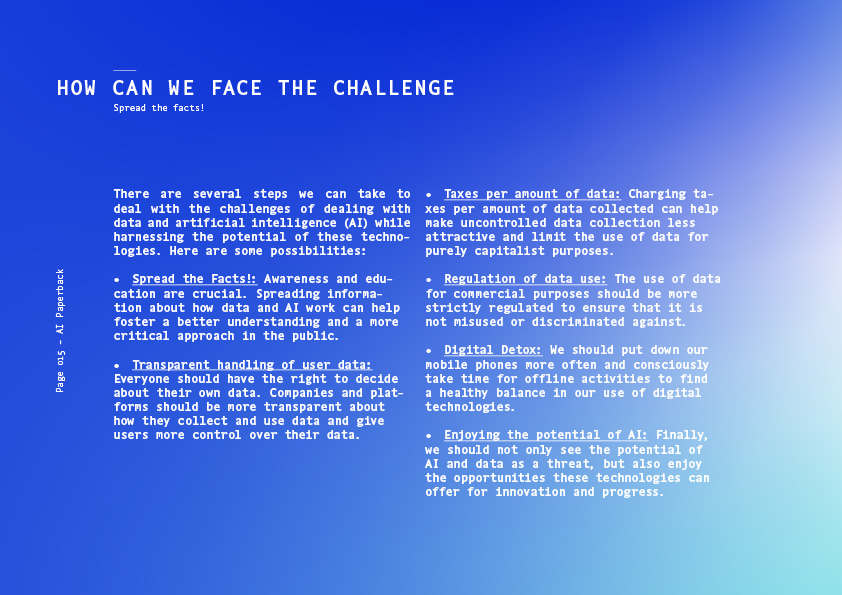 HOW CAN WE FACE THE CHALLENGE
Spread the facts!
There are several steps we can take to
deal with the challenges of dealing with
data and artificial intelligence (AI) while
harnessing the potential of these techno-
logies. Here are some possibilities:
• Spread the Facts!: Awareness and edu-
cation are crucial. Spreading informa-
tion about how data and AI work can help
foster a better understanding and a more
critical approach in the public.
• Transparent handling of user data:
Everyone should have the right to decide
about their own data. Companies and plat-
forms should be more transparent about
how they collect and use data and give
users more control over their data.
• Taxes per amount of data: Charging ta-
xes per amount of data collected can help
make uncontrolled data collection less
attractive and limit the use of data for
purely capitalist purposes.
• Regulation of data use: The use of data
for commercial purposes should be more
strictly regulated to ensure that it is
not misused or discriminated against.
• Digital Detox: We should put down our
mobile phones more often and consciously
take time for offline activities to find
a healthy balance in our use of digital
technologies.
• Enjoying the potential of AI: Finally,
we should not only see the potential of
AI and data as a threat, but also enjoy
the opportunities these technologies can
offer for innovation and progress.
Page 015 - AI Paperback